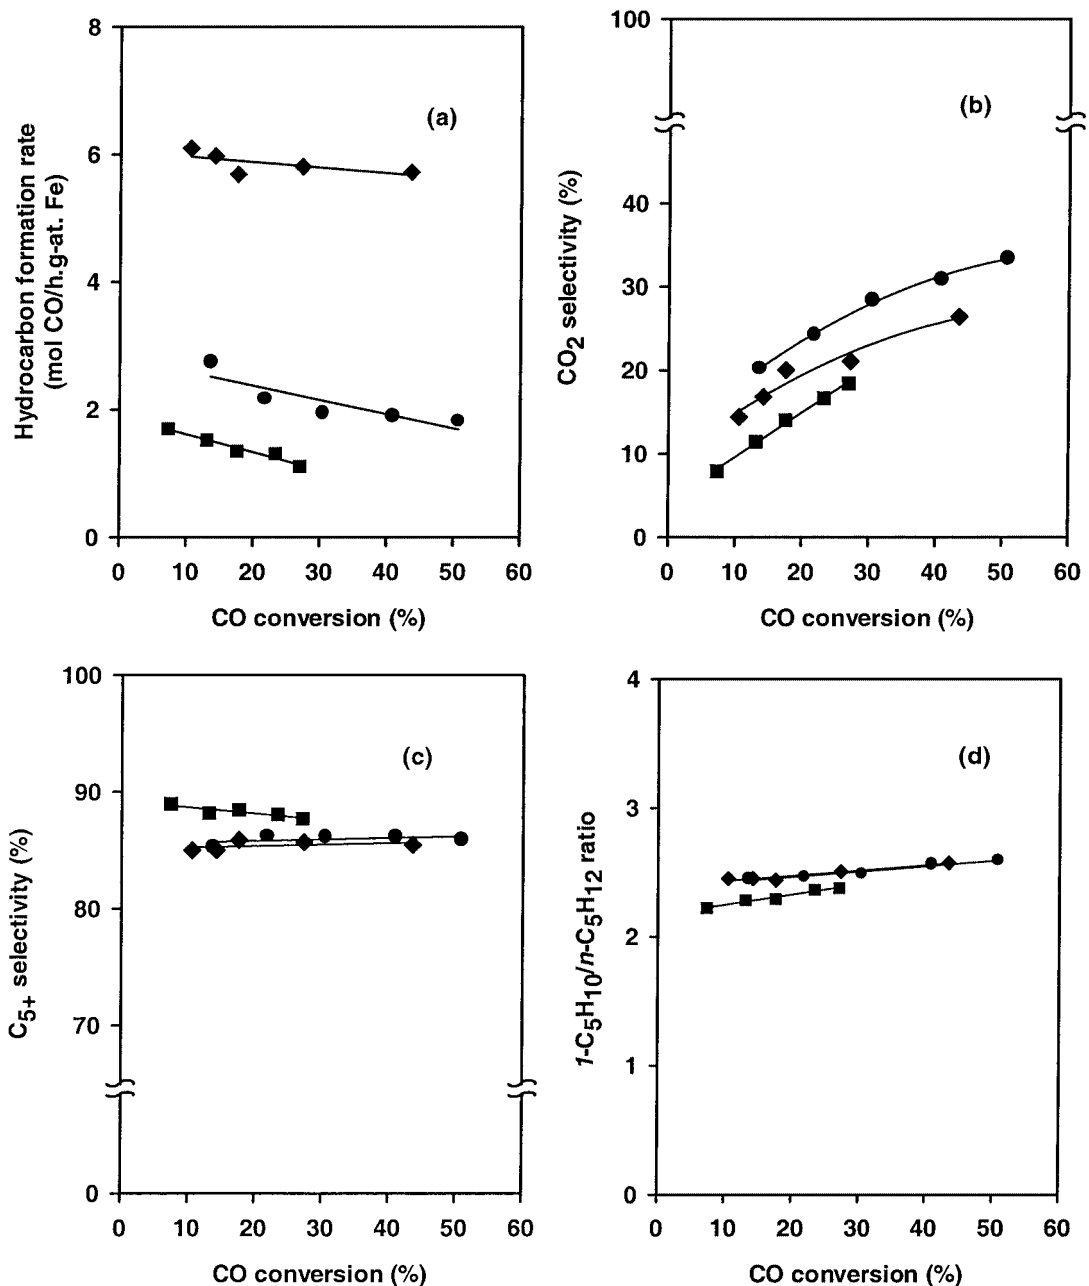 8
6
4
2
0
Hydrocarbon formation rate
(mol CO/h.g-at. Fe)
(a)
0 10 20 30 40 50 60
CO conversion (%)
100
40
30
20
10
0
CO2 selectivity (%)
(b)
0 10 20 30 40 50 60
CO conversion (%)
100
90
80
70
0
C5+ selectivity (%)
(c)
0 10 20 30 40 50 60
CO conversion (%)
4
3
2
1
0
1-C5H10/n-C5H12 ratio
(d)
0 10 20 30 40 50 60
CO conversion (%)